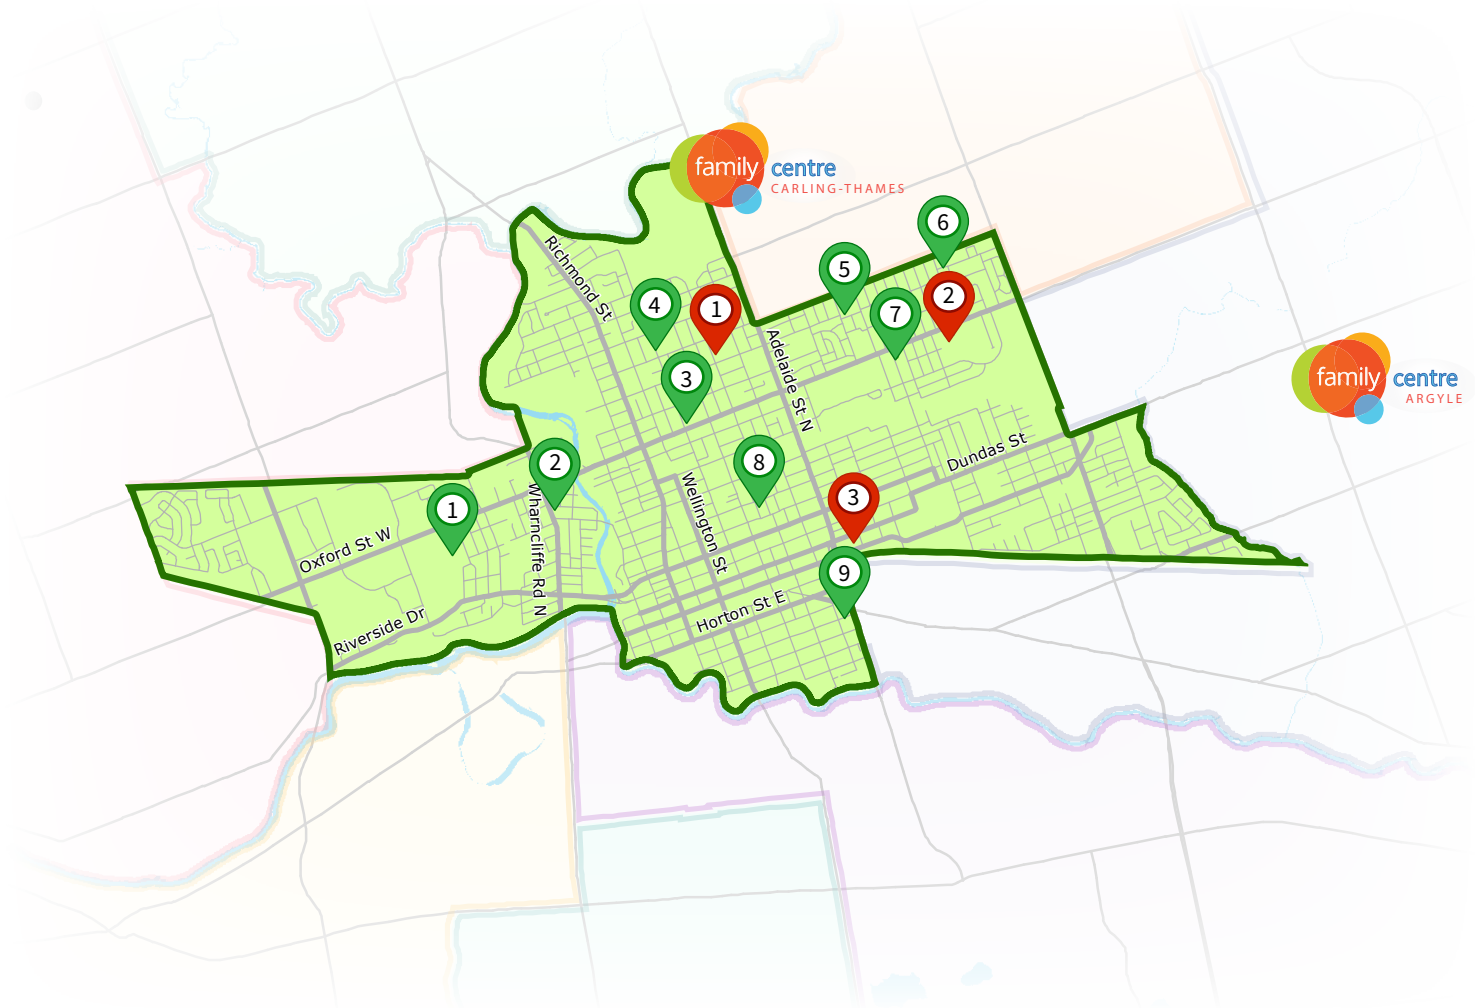 family centre
CARLING-THAMES
6
Richmond St
5
4
1
2
7
Adelaide St N
3
family centre
ARGYLE
Dundas St
8
2
Wellington St
3
1
Wharncliffe Rd N
Oxford St W
9
Horton St E
Riverside Dr